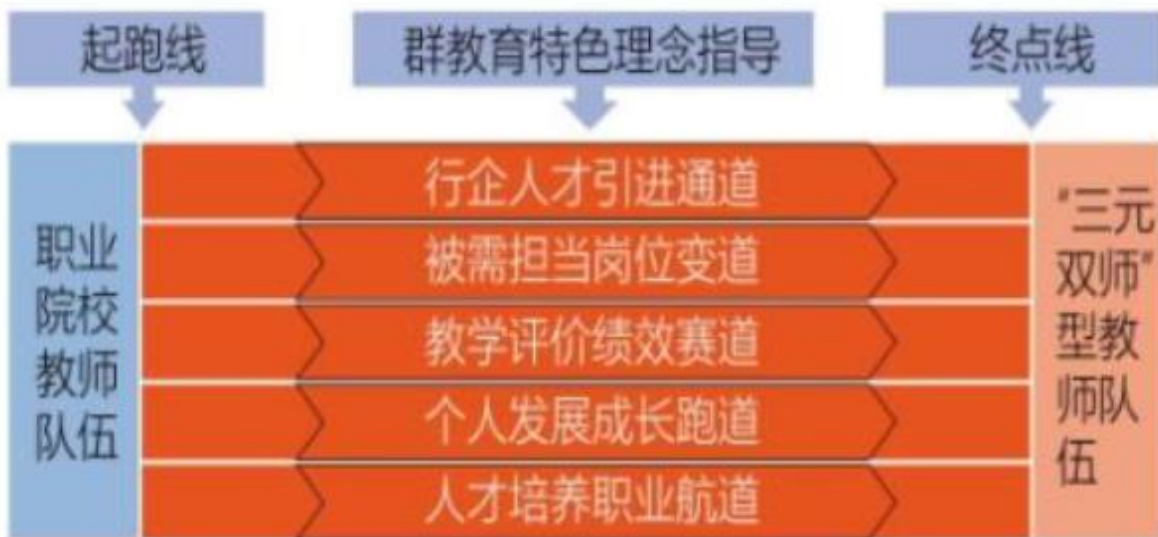 起跑线
群教育特色理念指导
终点线
职业
院校
教师
队伍
行企人才引进通道
被需担当岗位变道
教学评价绩效赛道
个人发展成长跑道
人才培养职业航道
“三元
双师”
型教
师队
伍